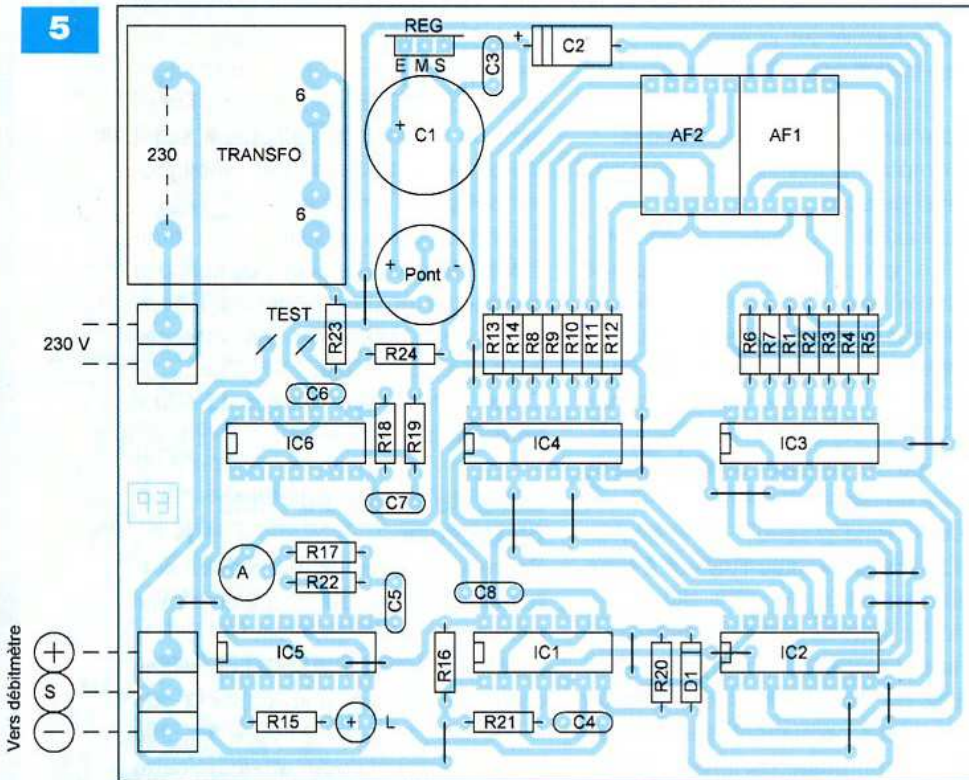 5
REG
E M S
+
C3
+
C2
6
230
TRANSFO
6
+
C1
AF2
AF1
+
Pont
-
TEST
230 V
R23
R24
R13
R14
R8
R9
R10
R11
R12
R6
R7
R1
R2
R3
R4
R5
C6
IC6
R18
R19
IC4
IC3
C7
A
R17
R22
C5
C8
Vers débitmètre
+
S
-
IC5
R16
IC1
R20
D1
IC2
R15
+
L
R21
C4